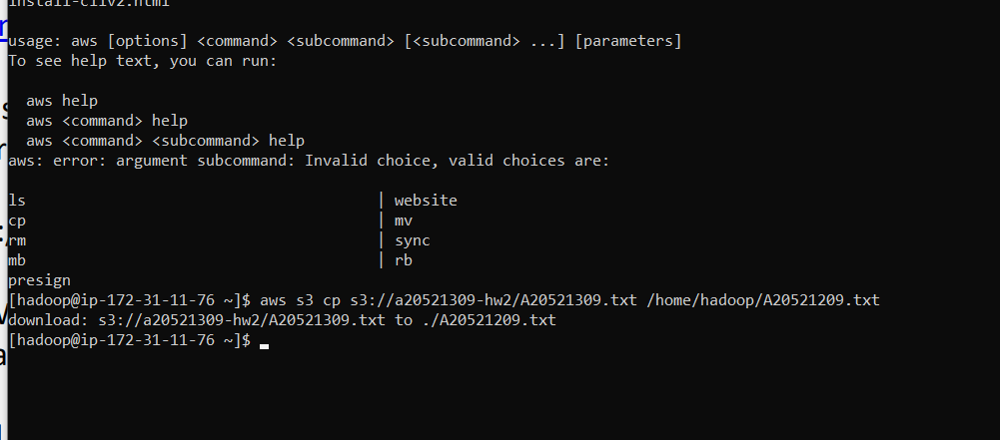 install-cliv2.html
usage: aws [options] <command> <subcommand> [<subcommand> ...] [parameters]
To see help text, you can run:
aws help
aws <command> help
aws <command> <subcommand> help
aws: error: argument subcommand: Invalid choice, valid choices are:
ls | website
cp | mv
rm | sync
mb | rb
presign
[hadoop@ip-172-31-11-76 ~]$ aws s3 cp s3://a20521309-hw2/A20521309.txt /home/hadoop/A20521209.txt
download: s3://a20521309-hw2/A20521309.txt to ./A20521209.txt
[hadoop@ip-172-31-11-76 ~]$